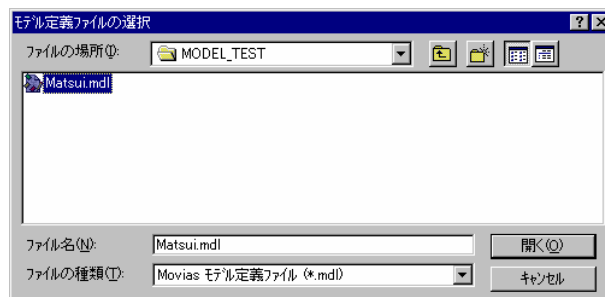 モデル定義ファイルの選択
ファイルの場所(I):
MODEL_TEST
Matsui.mdl
ファイル名(N):
Matsui.mdl
開く(O)
ファイルの種類(T):
Movias モデル定義ファイル (*.mdl)
キャンセル